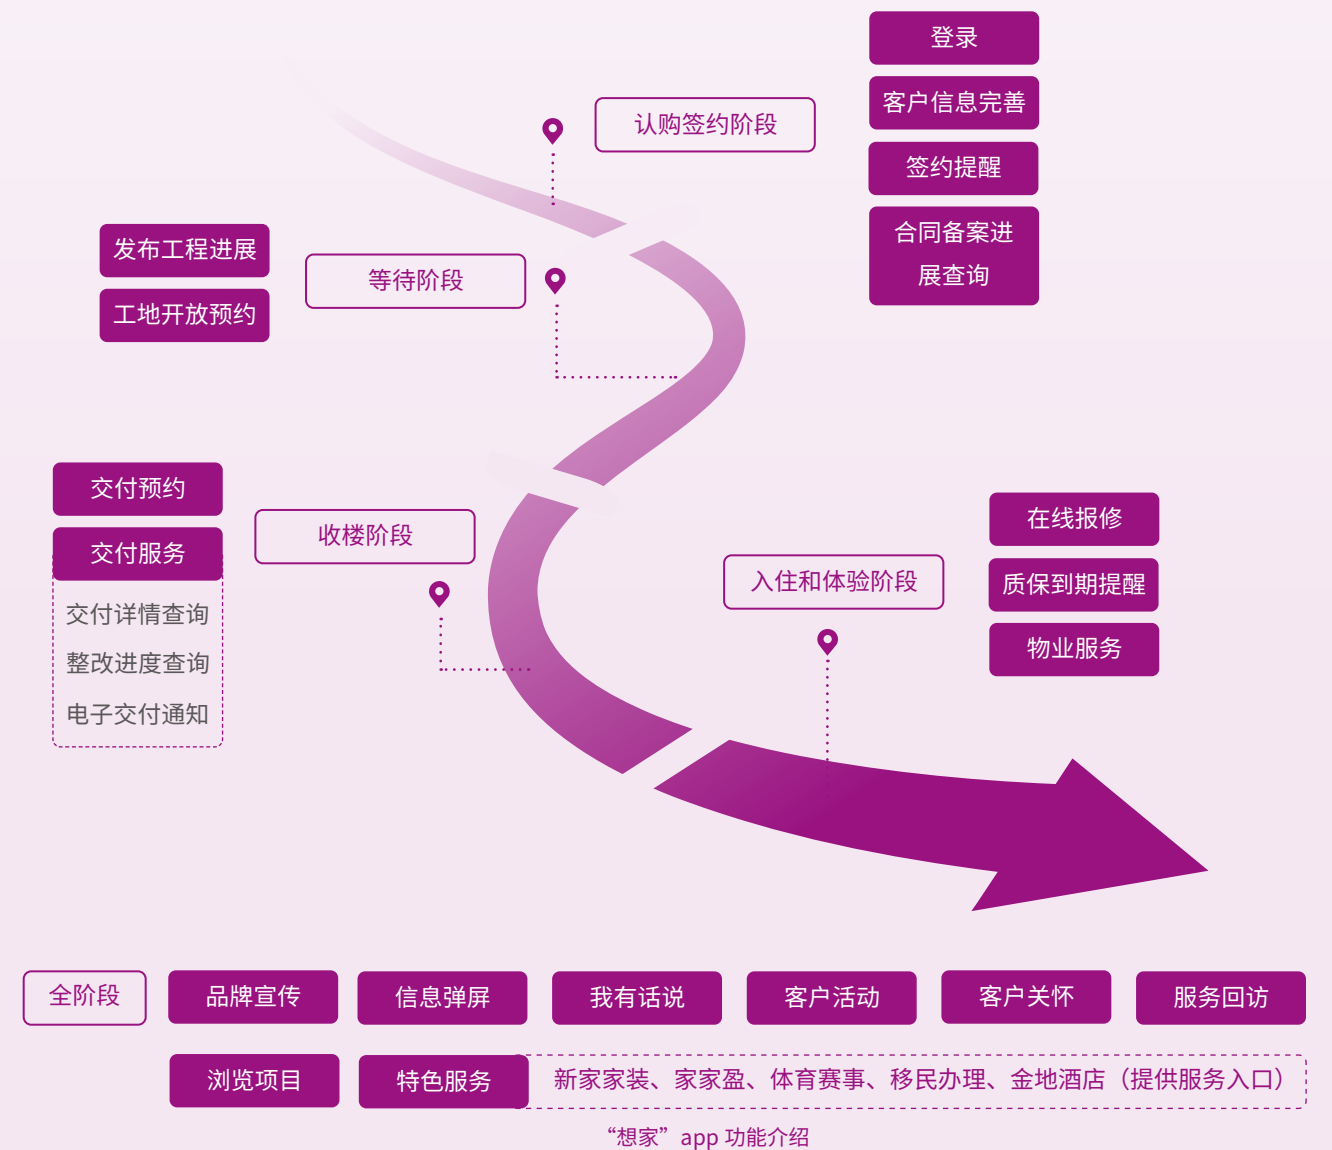 认购签约阶段
登录
客户信息完善
签约提醒
合同备案进
展查询
等待阶段
发布工程进展
工地开放预约
收楼阶段
交付预约
交付服务
交付详情查询
整改进度查询
电子交付通知
入住和体验阶段
在线报修
质保到期提醒
物业服务
全阶段
品牌宣传
信息弹屏
我有话说
客户活动
客户关怀
服务回访
浏览项目
特色服务
新家家装、家家盈、体育赛事、移民办理、金地酒店（提供服务入口）
“想家”app 功能介绍